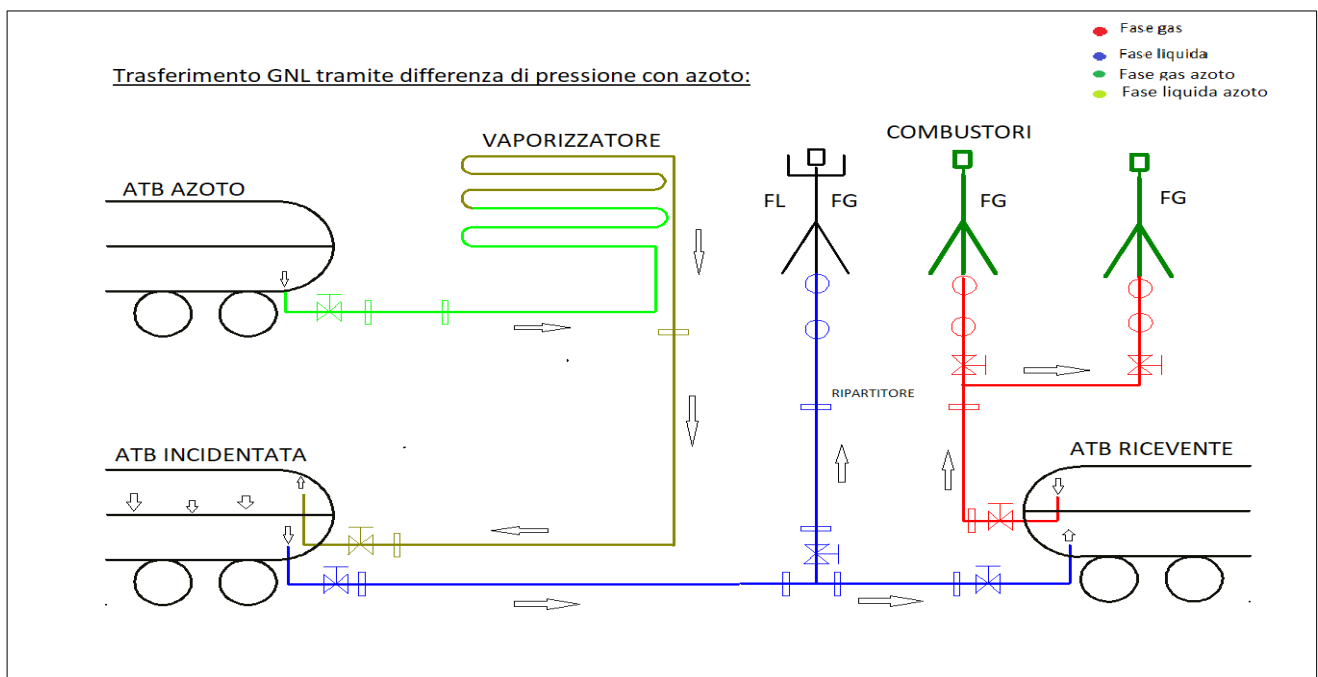 Fase gas
Fase liquida
Fase gas azoto
Fase liquida azoto
Trasferimento GNL tramite differenza di pressione con azoto:
VAPORIZZATORE
COMBUSTORI
ATB AZOTO
FL
FG
FG
FG
RIPARTITORE
ATB INCIDENTATA
ATB RICEVENTE